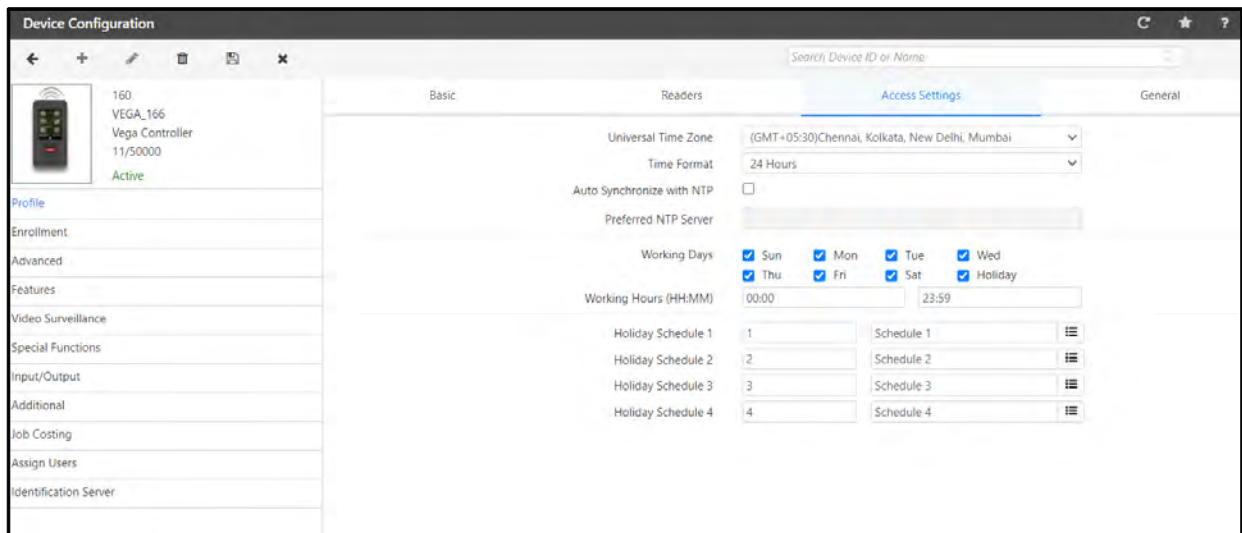 Device Configuration
?
Search Device ID or Name
160
VEGA_166
Vega Controller
11/50000
Active
Profile
Enrollment
Advanced
Features
Video Surveillance
Special Functions
Input/Output
Additional
Job Costing
Assign Users
Identification Server
Basic Readers Access Settings General
Universal Time Zone (GMT+05:30)Chennai, Kolkata, New Delhi, Mumbai
Time Format 24 Hours
Auto Synchronize with NTP
Preferred NTP Server
Working Days Sun Mon Tue Wed
Thu Fri Sat Holiday
Working Hours (HH:MM) 00:00 23:59
Holiday Schedule 1 1 Schedule 1
Holiday Schedule 2 2 Schedule 2
Holiday Schedule 3 3 Schedule 3
Holiday Schedule 4 4 Schedule 4